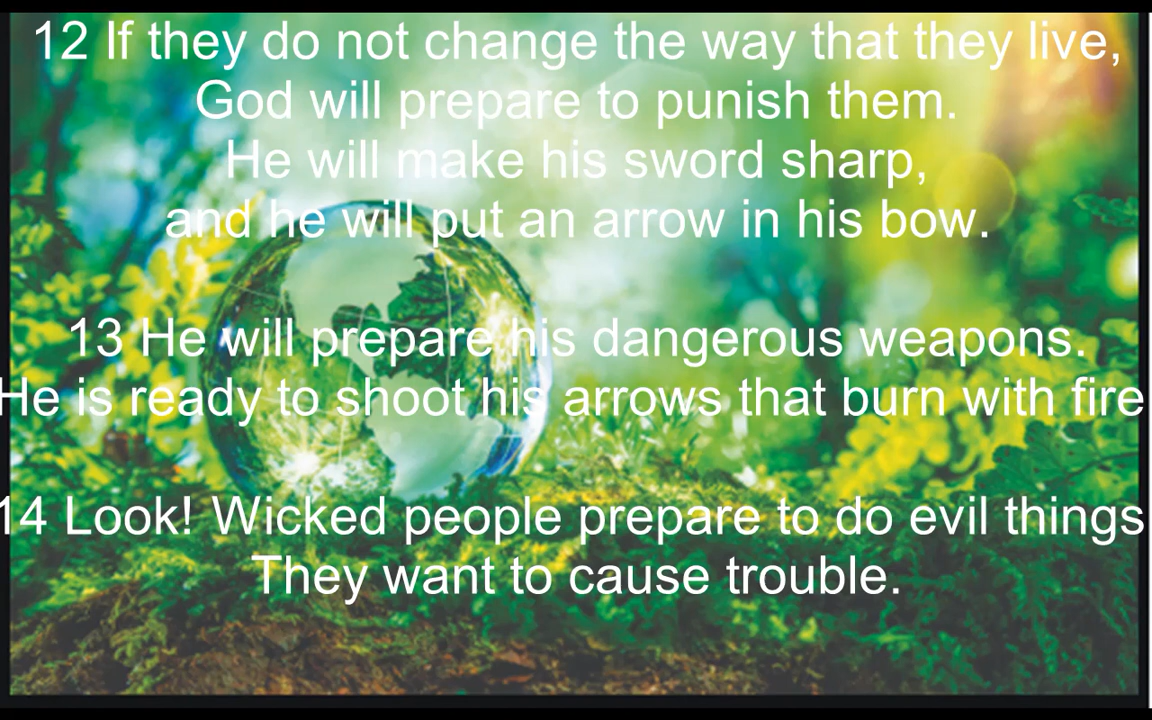 12 If they do not change the way that they live,
God will prepare to punish them.
He will make his sword sharp,
and he will put an arrow in his bow.
13 He will prepare his dangerous weapons.
He is ready to shoot his arrows that burn with fire
14 Look! Wicked people prepare to do evil things
They want to cause trouble.